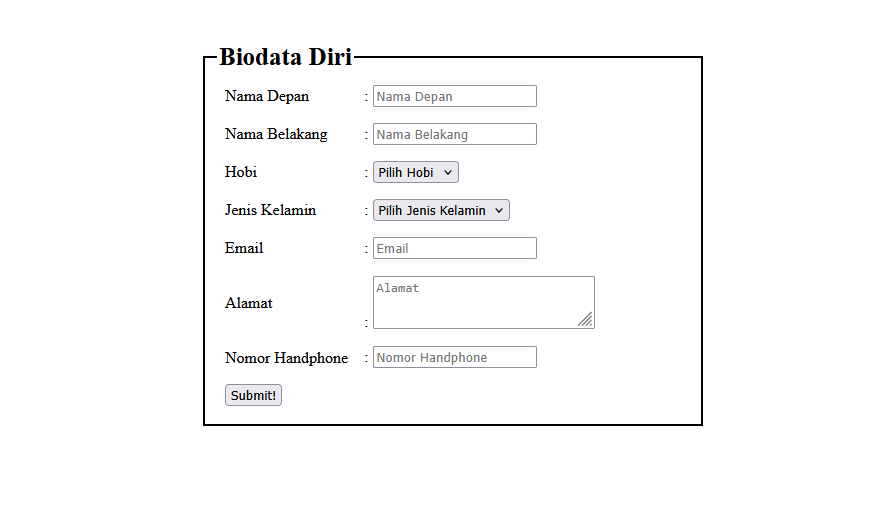 Biodata Diri
Nama Depan : Nama Depan
Nama Belakang : Nama Belakang
Hobi : Pilih Hobi
Jenis Kelamin : Pilih Jenis Kelamin
Email : Email
Alamat : Alamat
Nomor Handphone : Nomor Handphone
Submit!